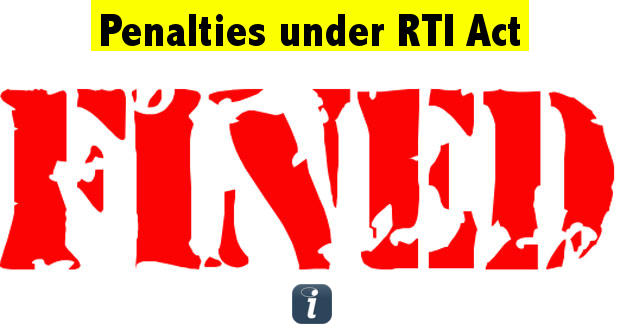 Penalties under RTI Act
FINED
i